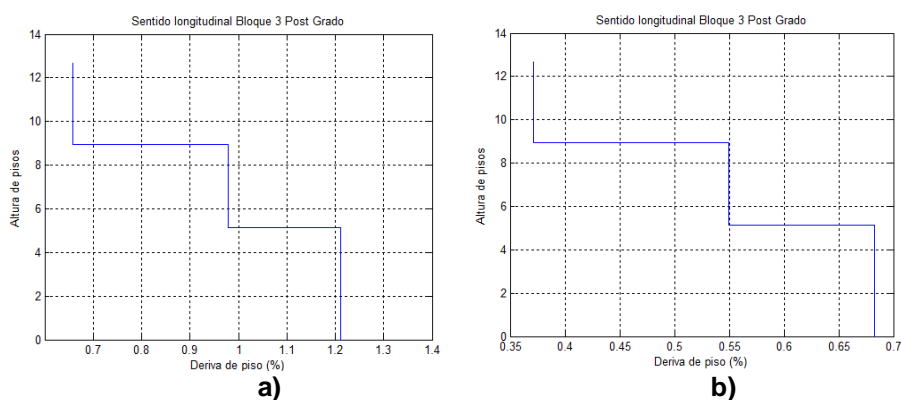 Sentido longitudinal Bloque 3 Post Grado
Altura de pisos
14
12
10
8
6
4
2
0
0.7 0.8 0.9 1 1.1 1.2 1.3 1.4
Deriva de piso (%)
a)
Sentido longitudinal Bloque 3 Post Grado
Altura de pisos
14
12
10
8
6
4
2
0
0.35 0.4 0.45 0.5 0.55 0.6 0.65 0.7
Deriva de piso (%)
b)